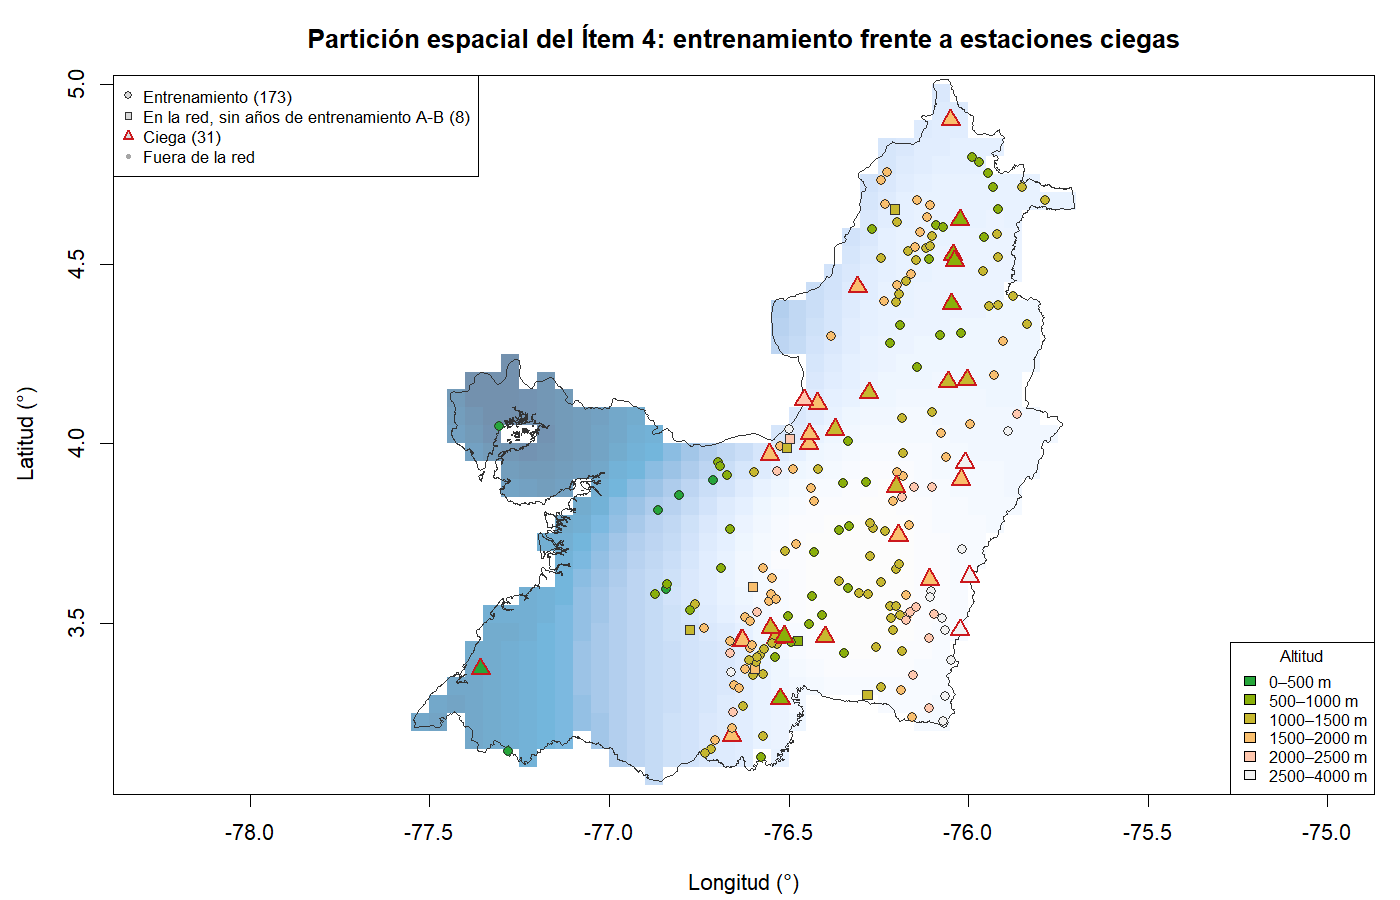 Partición espacial del Ítem 4: entrenamiento frente a estaciones ciegas
Entrenamiento (173)
En la red, sin años de entrenamiento A-B (8)
Ciega (31)
Fuera de la red
5.0
4.5
4.0
3.5
Latitud (°)
Altitud
0–500 m
500–1000 m
1000–1500 m
1500–2000 m
2000–2500 m
2500–4000 m
-78.0 -77.5 -77.0 -76.5 -76.0 -75.5 -75.0
Longitud (°)